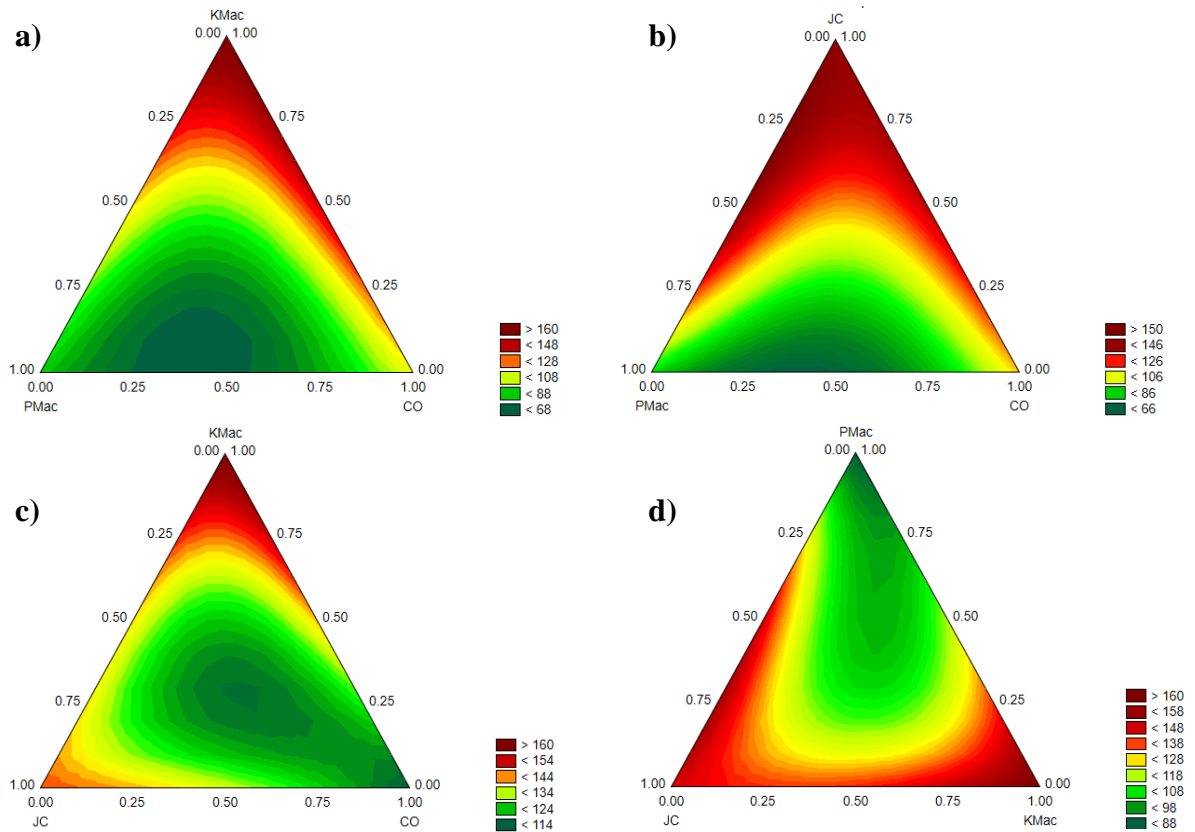 a)
KMac
0.00 1.00
0.25 0.75
0.50 0.50
0.75 0.25
1.00 0.00
0.00 0.25 0.50 0.75 1.00
PMac CO
> 160
< 148
< 128
< 108
< 88
< 68
b)
JC
0.00 1.00
0.25 0.75
0.50 0.50
0.75 0.25
1.00 0.00
0.00 0.25 0.50 0.75 1.00
PMac CO
> 150
< 146
< 126
< 106
< 86
< 66
c)
KMac
0.00 1.00
0.25 0.75
0.50 0.50
0.75 0.25
1.00 0.00
0.00 0.25 0.50 0.75 1.00
JC CO
> 160
< 154
< 144
< 134
< 124
< 114
d)
PMac
0.00 1.00
0.25 0.75
0.50 0.50
0.75 0.25
1.00 0.00
0.00 0.25 0.50 0.75 1.00
JC KMac
> 160
< 158
< 148
< 138
< 128
< 118
< 108
< 98
< 88